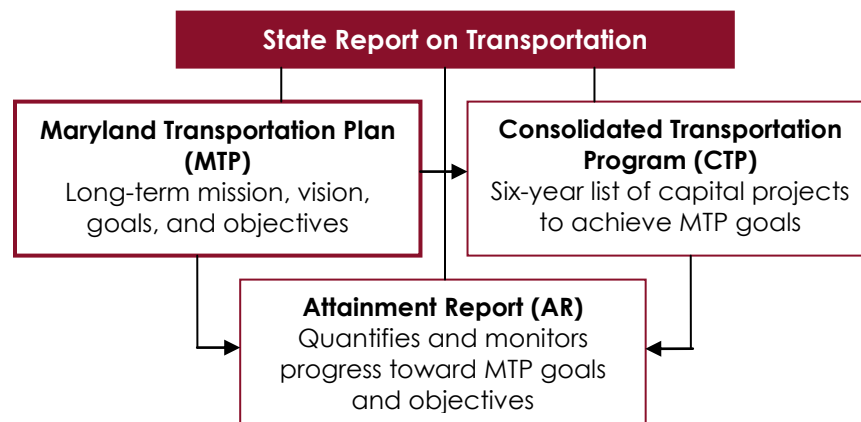 State Report on Transportation
Maryland Transportation Plan
(MTP)
Long-term mission, vision,
goals, and objectives
Consolidated Transportation
Program (CTP)
Six-year list of capital projects
to achieve MTP goals
Attainment Report (AR)
Quantifies and monitors
progress toward MTP goals
and objectives